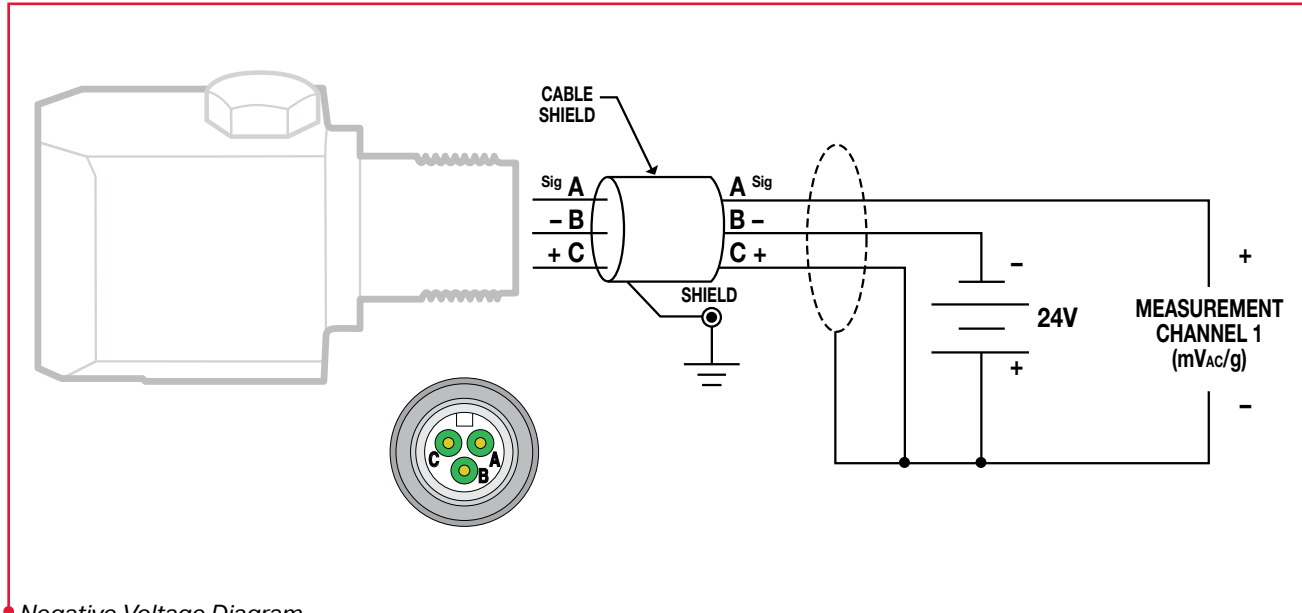 CABLE
SHIELD
Sig A
– B
+ C
A Sig
B –
C +
SHIELD
–
24V
+
+
MEASUREMENT
CHANNEL 1
(mVAC/g)
–
C
A
B
Negative Voltage Diagram